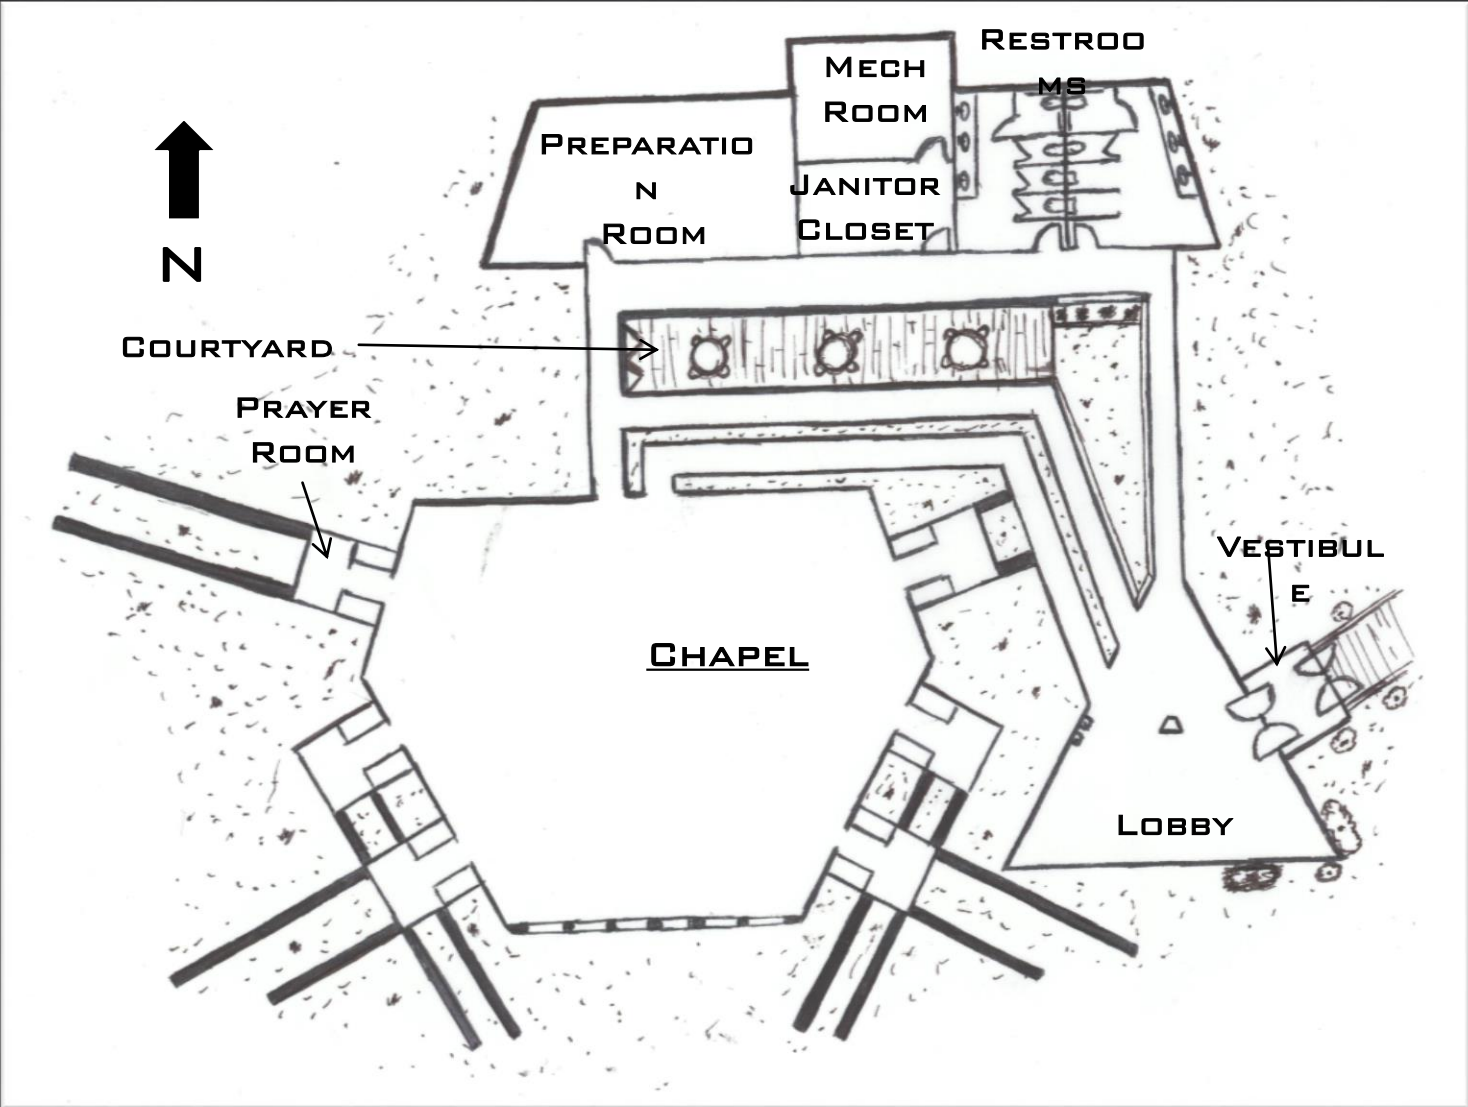 RESTROO
MS
MECH
ROOM
PREPARATIO
N
ROOM
JANITOR
CLOSET
N
COURTYARD
PRAYER
ROOM
VESTIBUL
E
CHAPEL
LOBBY